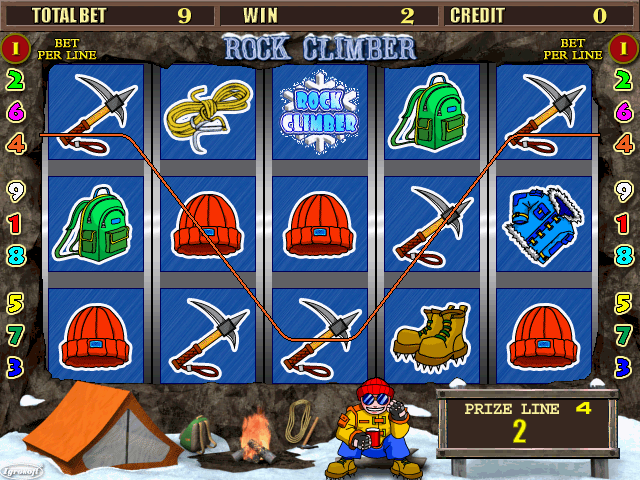 TOTAL BET 9 WIN 2 CREDIT 0
ROCK CLIMBER
1 BET PER LINE
BET PER LINE 1
2 2
6 6
4 4
ROCK
CLIMBER
9 9
1 1
8 8
5 5
7 7
3 3
PRIZE LINE 4
2
Igrosoft